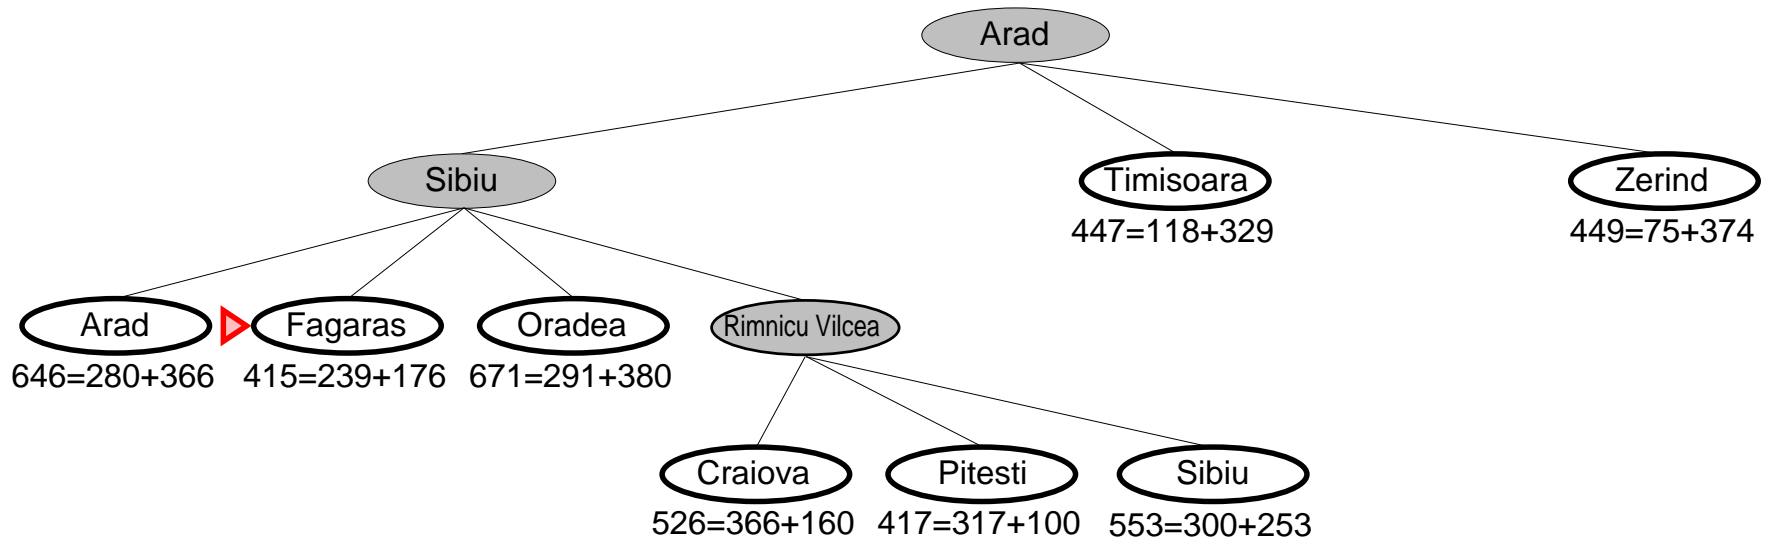 Arad
Sibiu
Timisoara
Zerind
447=118+329
449=75+374
Arad
Fagaras
Oradea
Rimnicu Vilcea
646=280+366
415=239+176
671=291+380
Craiova
Pitesti
Sibiu
526=366+160
417=317+100
553=300+253